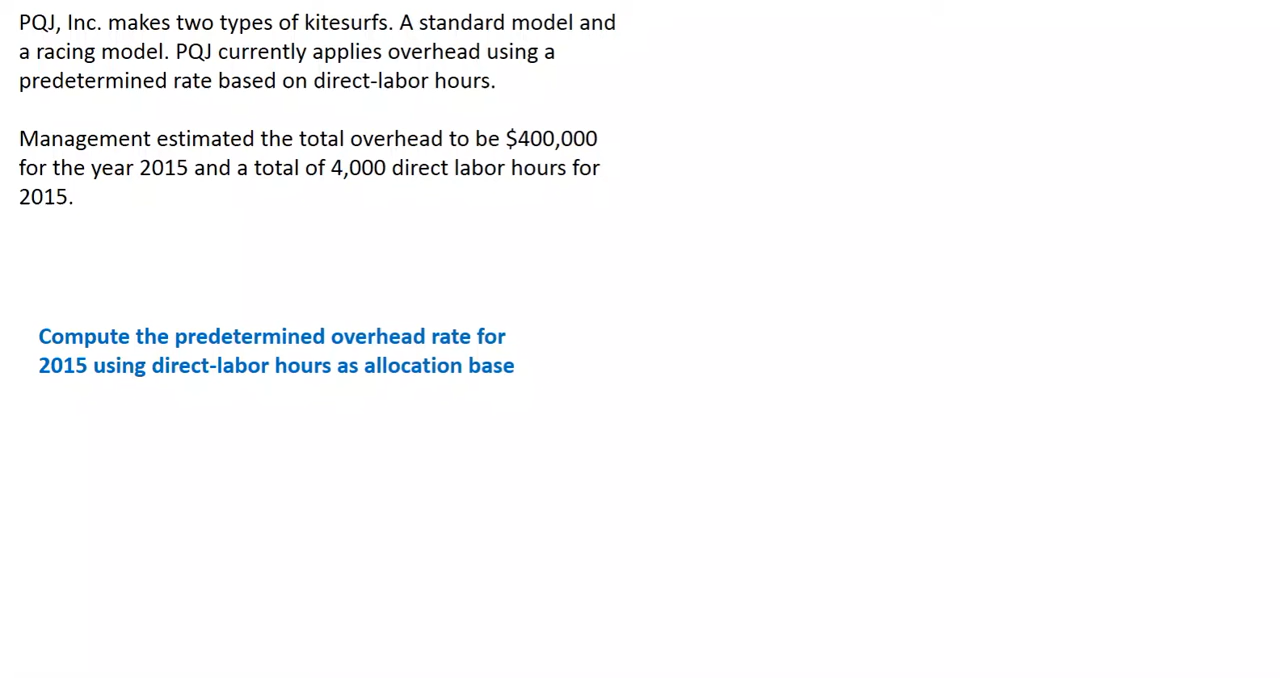 PQJ, Inc. makes two types of kitesurfs. A standard model and
a racing model. PQJ currently applies overhead using a
predetermined rate based on direct-labor hours.
Management estimated the total overhead to be $400,000
for the year 2015 and a total of 4,000 direct labor hours for
2015.
Compute the predetermined overhead rate for
2015 using direct-labor hours as allocation base